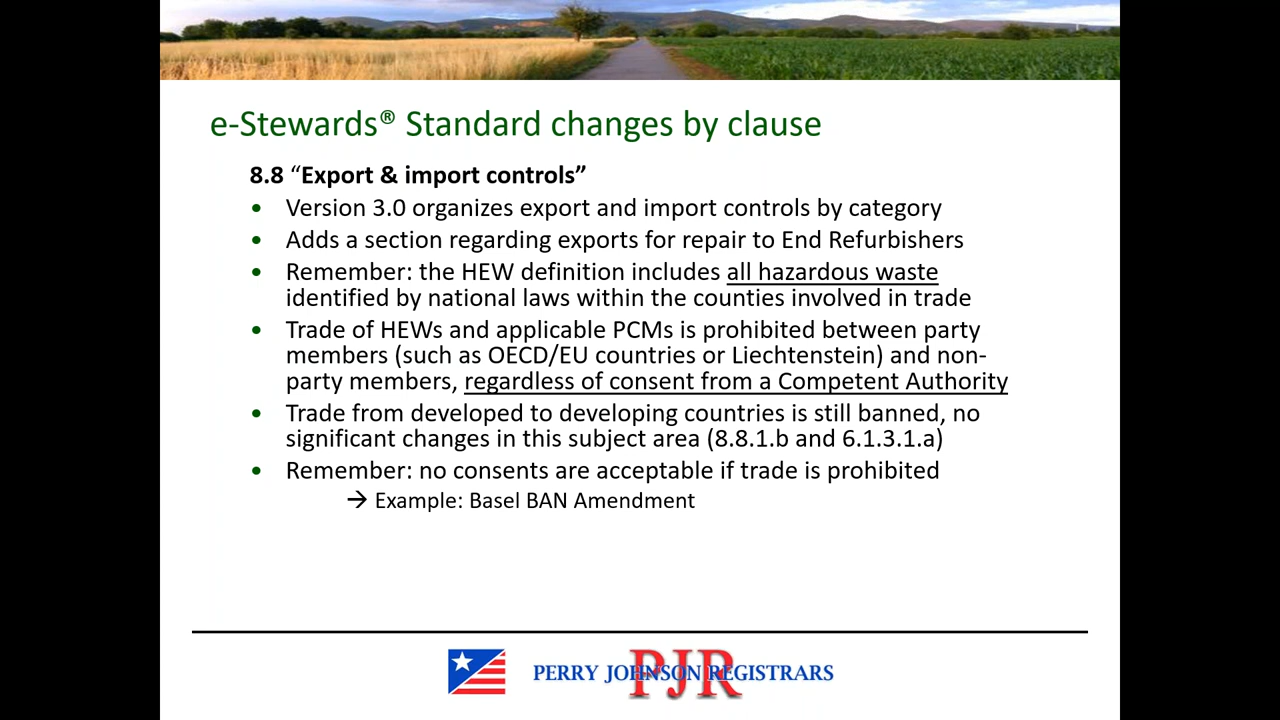 e-Stewards® Standard changes by clause
8.8 “Export & import controls”
• Version 3.0 organizes export and import controls by category
• Adds a section regarding exports for repair to End Refurbishers
• Remember: the HEW definition includes all hazardous waste
identified by national laws within the counties involved in trade
• Trade of HEWs and applicable PCMs is prohibited between party
members (such as OECD/EU countries or Liechtenstein) and non-
party members, regardless of consent from a Competent Authority
• Trade from developed to developing countries is still banned, no
significant changes in this subject area (8.8.1.b and 6.1.3.1.a)
• Remember: no consents are acceptable if trade is prohibited
→ Example: Basel BAN Amendment
PJR
PERRY JOHNSON REGISTRARS